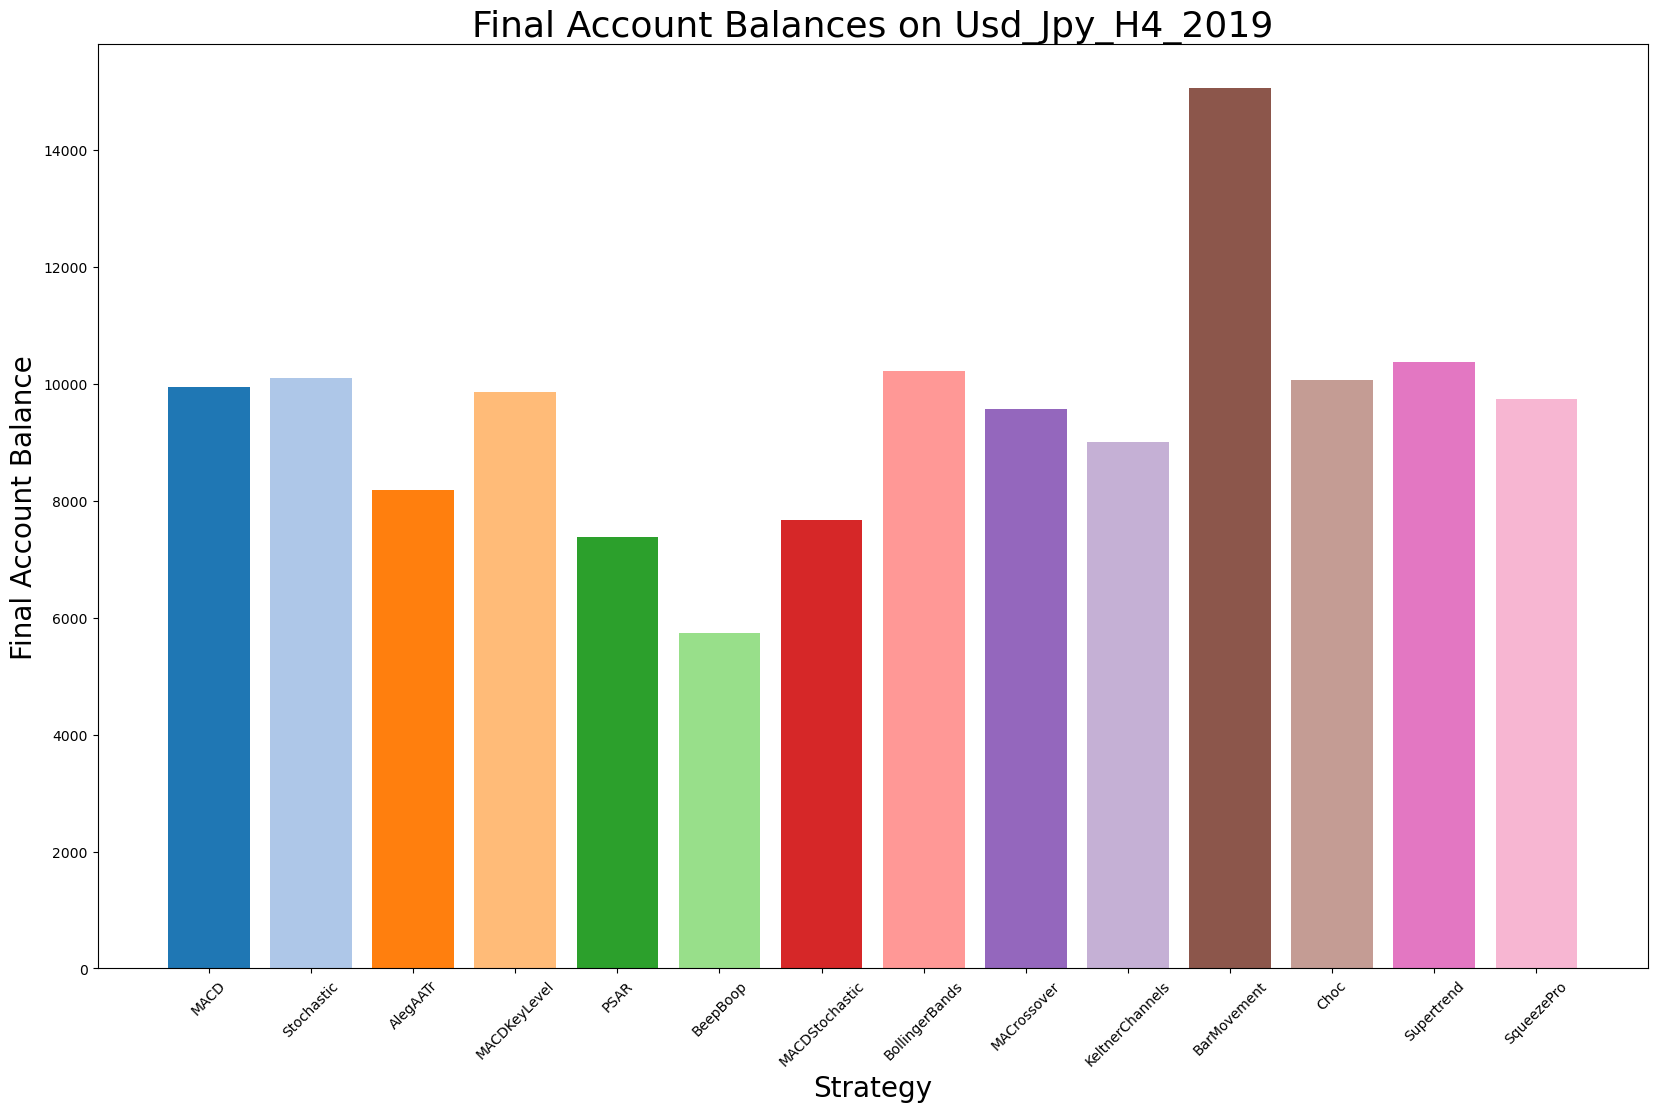 Final Account Balances on Usd_Jpy_H4_2019
Final Account Balance
14000
12000
10000
8000
6000
4000
2000
0
MACD
Stochastic
AlegAATr
MACDKeyLevel
PSAR
BeepBoop
MACDStochastic
BollingerBands
MACrossover
KeltnerChannels
BarMovement
Choc
Supertrend
SqueezePro
Strategy